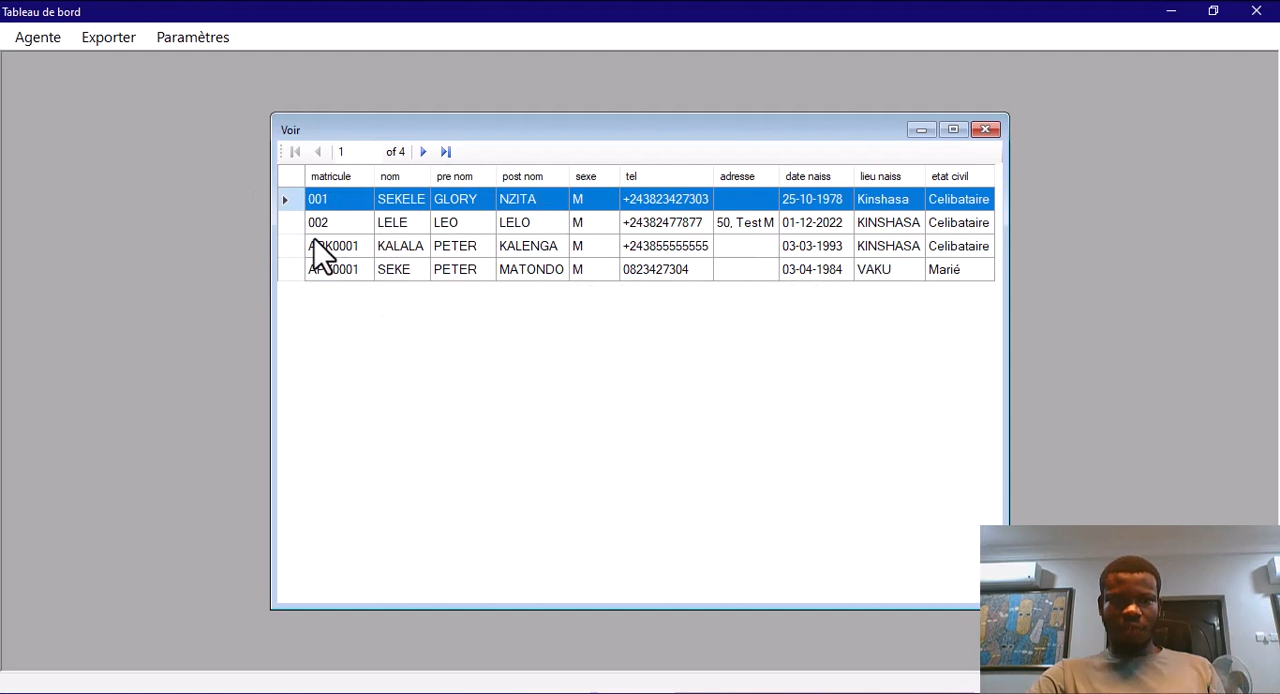 Tableau de bord
Agente Exporter Paramètres
Voir
1 of 4
matricule nom pre nom post nom sexe tel adresse date naiss lieu naiss etat civil
001 SEKELE GLORY NZITA M +243823427303 25-10-1978 Kinshasa Celibataire
002 LELE LEO LELO M +24382477877 50, Test M 01-12-2022 KINSHASA Celibataire
KALALA PETER KALENGA M +243855555555 03-03-1993 KINSHASA Celibataire
SEKE PETER MATONDO M 0823427304 03-04-1984 VAKU Marié